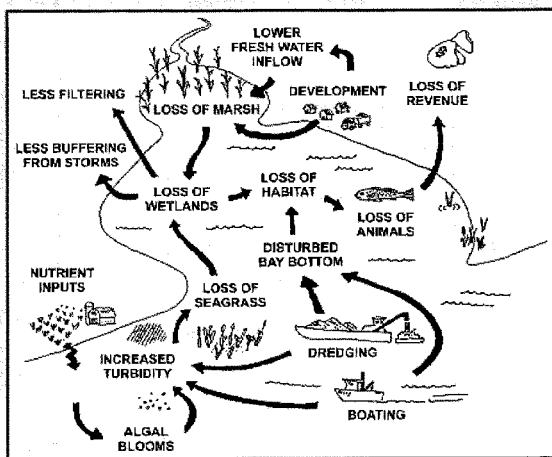 LOWER
FRESH WATER
INFLOW
LESS FILTERING
DEVELOPMENT
LOSS OF
REVENUE
LOSS OF MARSH
LESS BUFFERING
FROM STORMS
LOSS OF
WETLANDS
LOSS OF
HABITAT
LOSS OF
ANIMALS
DISTURBED
BAY BOTTOM
NUTRIENT
INPUTS
LOSS OF
SEAGRASS
INCREASED
TURBIDITY
DREDGING
BOATING
ALGAL
BLOOMS